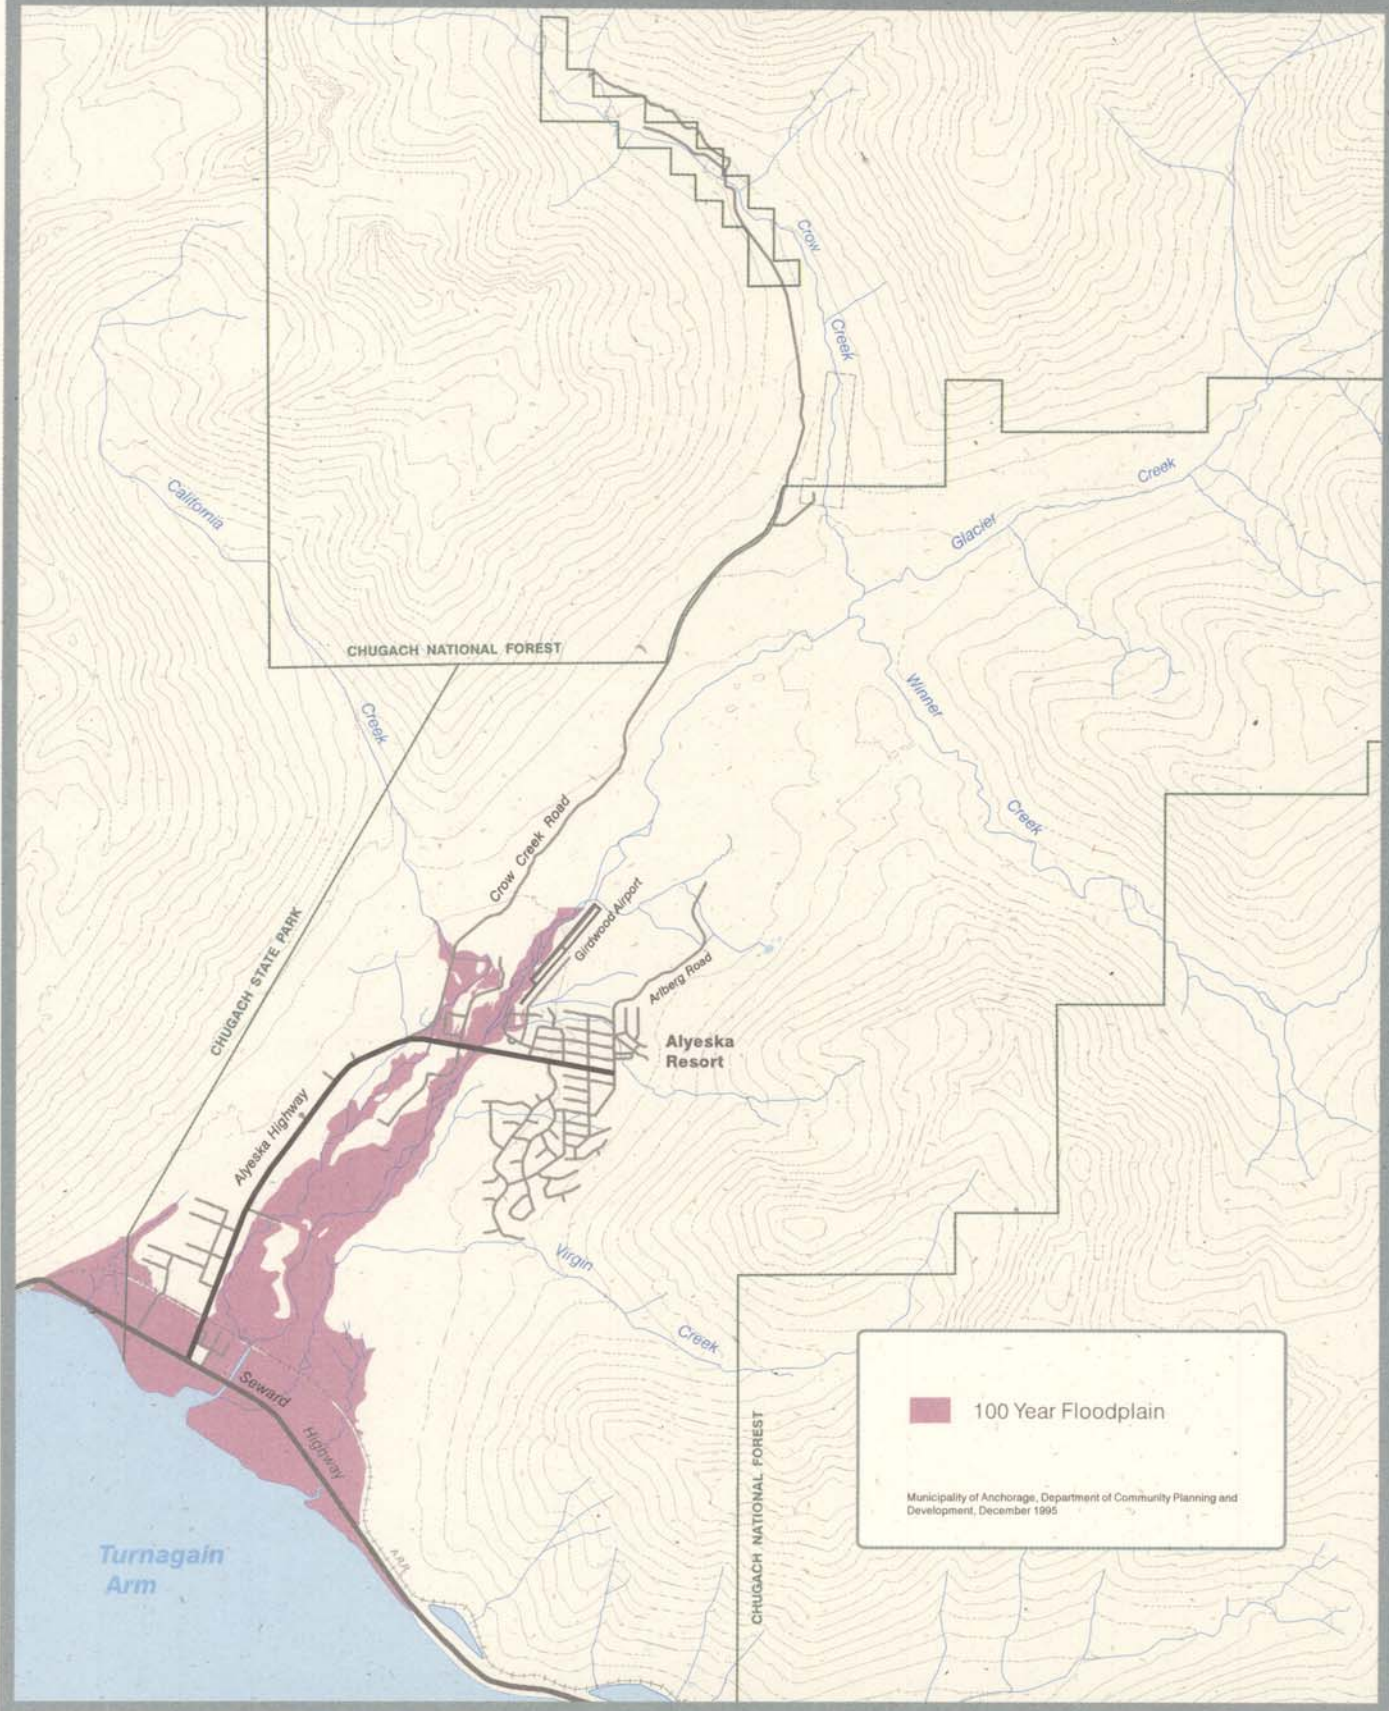 Crow
Creek
California
Creek
Glacier
Creek
CHUGACH NATIONAL FOREST
Winner
Creek
Creek
Crow Creek Road
Girdwood Airport
CHUGACH STATE PARK
Arlberg Road
Alyeska
Resort
Alyeska Highway
Virgin
Creek
Seward
Highway
100 Year Floodplain
CHUGACH NATIONAL FOREST
Municipality of Anchorage, Department of Community Planning and
Development, December 1995
Turnagain
Arm
A.R.R.